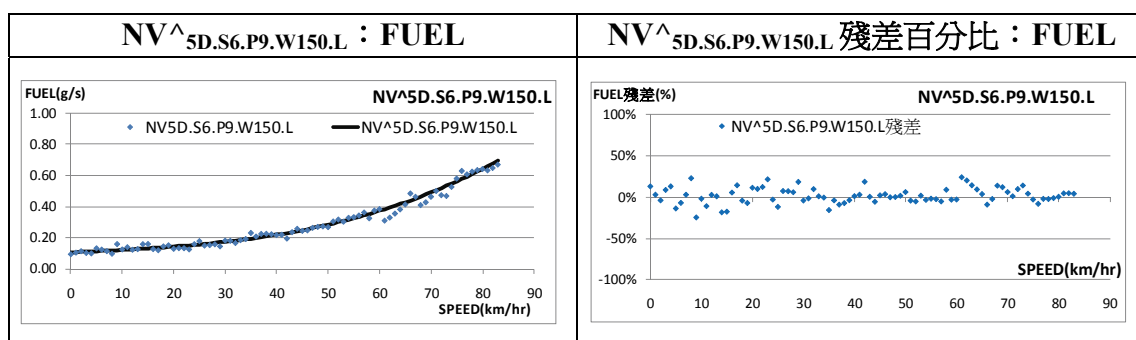 NV^5D.S6.P9.W150.L：FUEL
NV^5D.S6.P9.W150.L 殘差百分比：FUEL
FUEL(g/s)
NV^5D.S6.P9.W150.L
1.00
NV5D.S6.P9.W150.L
NV^5D.S6.P9.W150.L
0.80
0.60
0.40
0.20
0.00
0 10 20 30 40 50 60 70 80 90
SPEED(km/hr)
FUEL殘差(%)
NV^5D.S6.P9.W150.L
100%
NV^5D.S6.P9.W150.L殘差
50%
0%
-50%
-100%
SPEED(km/hr)
0 10 20 30 40 50 60 70 80 90